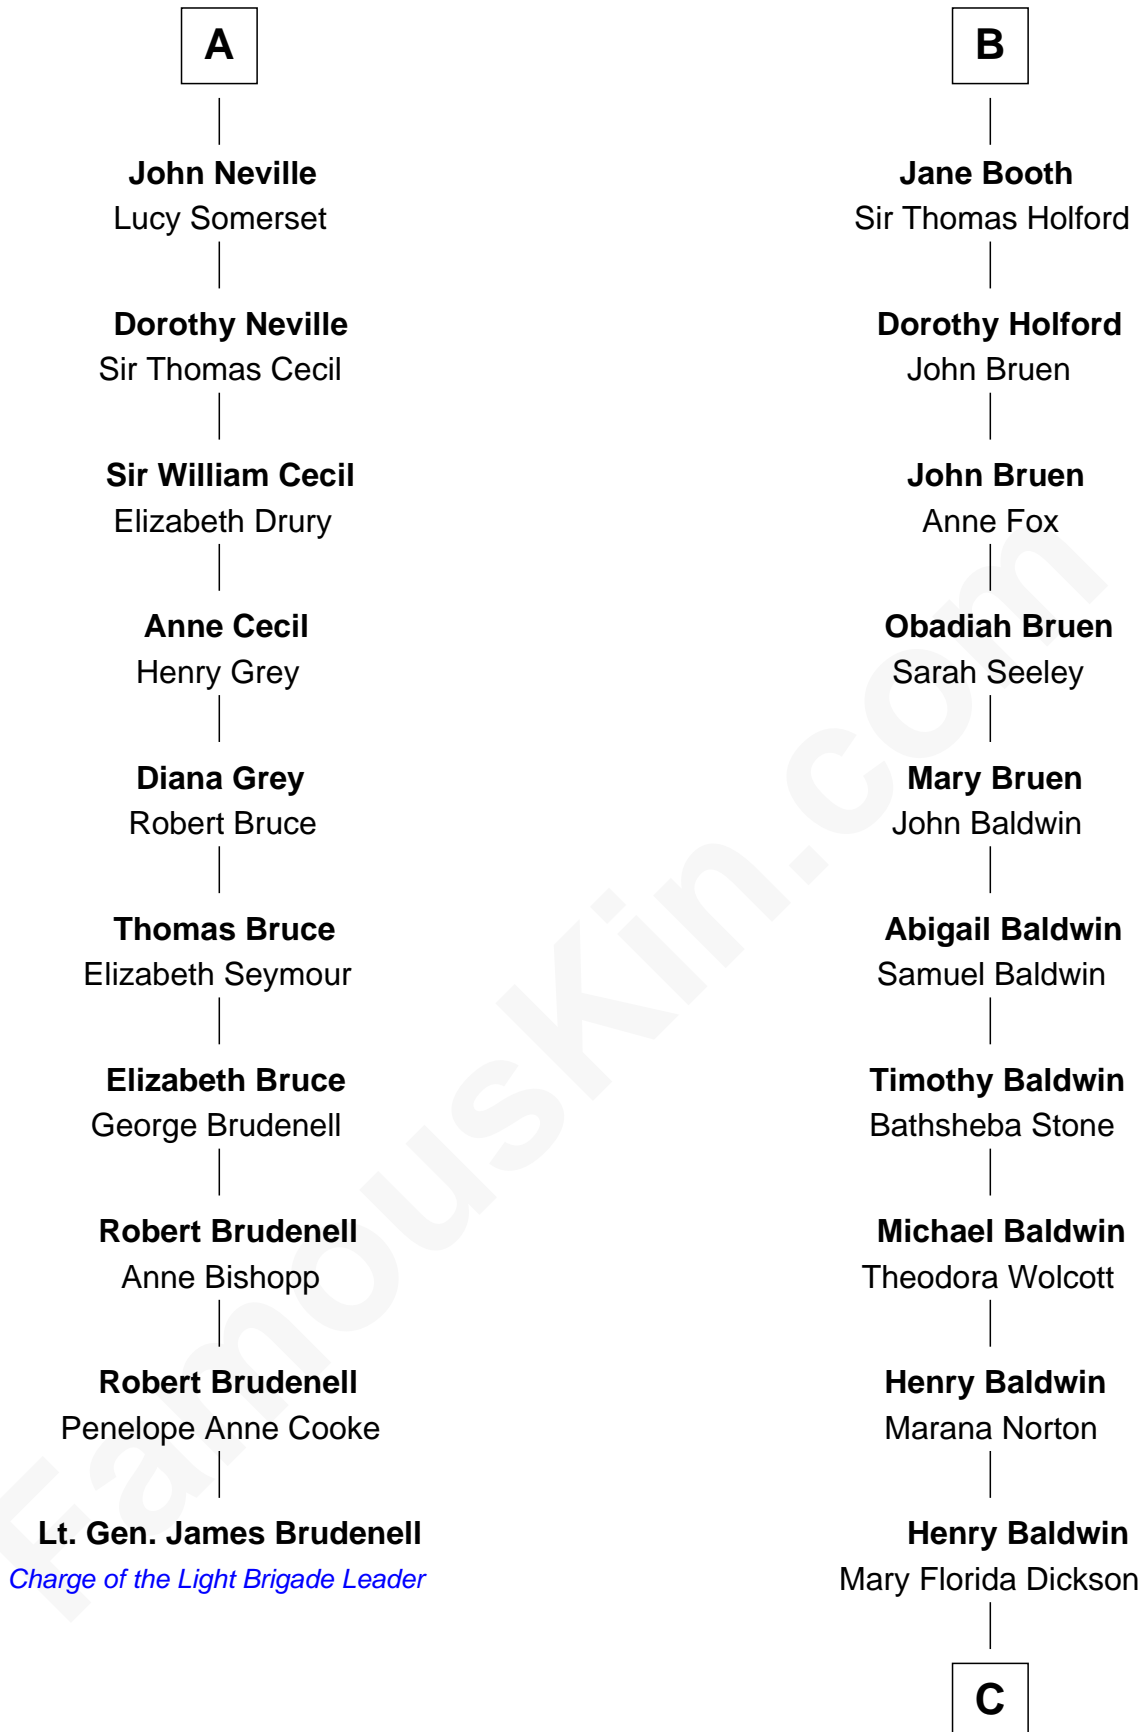 A
John Neville
Lucy Somerset
Dorothy Neville
Sir Thomas Cecil
Sir William Cecil
Elizabeth Drury
Anne Cecil
Henry Grey
Diana Grey
Robert Bruce
Thomas Bruce
Elizabeth Seymour
Elizabeth Bruce
George Brudenell
Robert Brudenell
Anne Bishopp
Robert Brudenell
Penelope Anne Cooke
Lt. Gen. James Brudenell
Charge of the Light Brigade Leader
B
Jane Booth
Sir Thomas Holford
Dorothy Holford
John Bruen
John Bruen
Anne Fox
Obadiah Bruen
Sarah Seeley
Mary Bruen
John Baldwin
Abigail Baldwin
Samuel Baldwin
Timothy Baldwin
Bathsheba Stone
Michael Baldwin
Theodora Wolcott
Henry Baldwin
Marana Norton
Henry Baldwin
Mary Florida Dickson
C
FamousKin.com